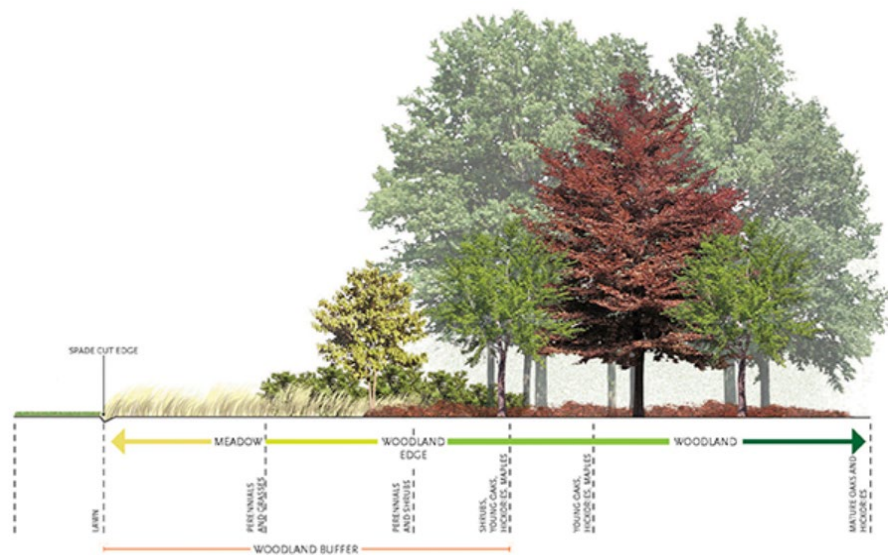 SPADE CUT EDGE
MEADOW
WOODLAND
EDGE
WOODLAND
LAWN
PERENNIALS
AND GRASSES
PERENNIALS
AND SHRUBS
SHRUBS,
YOUNG OAKS,
HICKORIES, MAPLES
YOUNG OAKS,
HICKORIES, MAPLES
MATURE OAKS AND
HICKORIES
WOODLAND BUFFER